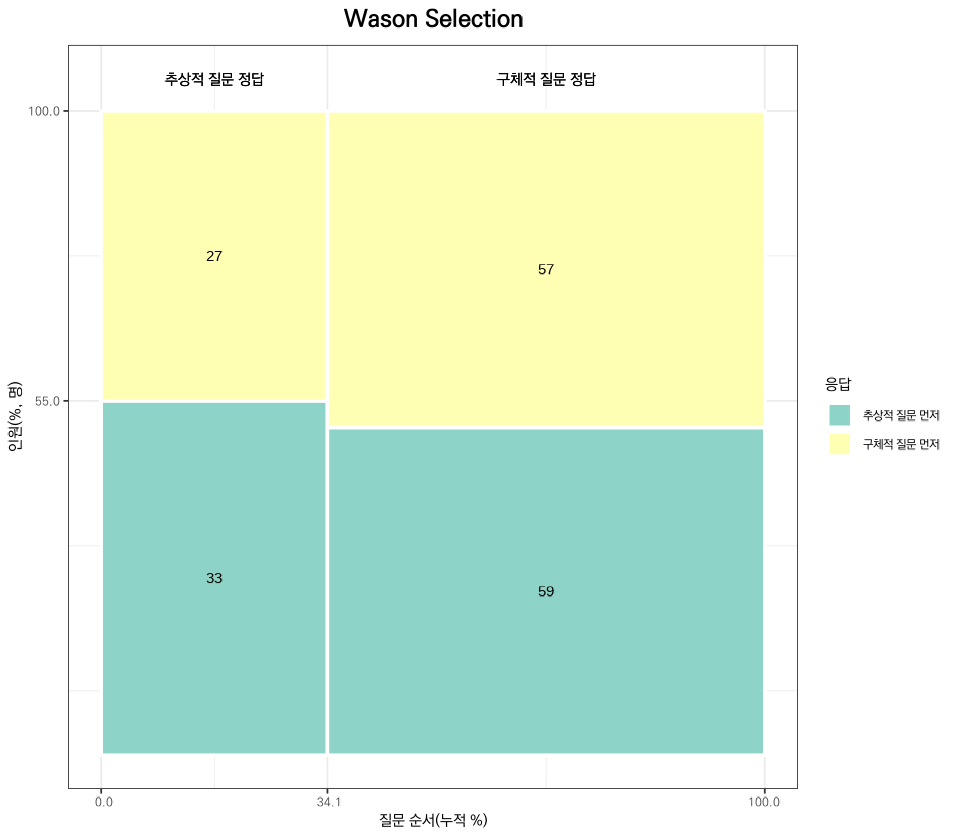 Wason Selection
추상적 질문 정답
구체적 질문 정답
100.0
55.0
인원(%, 명)
27
57
33
59
0.0
34.1
100.0
질문 순서(누적 %)
응답
추상적 질문 먼저
구체적 질문 먼저